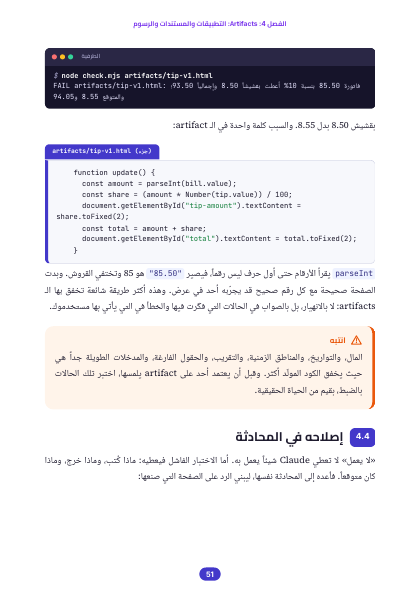 الفصل 4: Artifacts: التطبيقات والمستندات والرسوم
الطرفية
$ node check.mjs artifacts/tip-v1.html
FAIL artifacts/tip-v1.html: فاتورة 85.50 بنسبة 10% أعطت بقشيشاً 8.50 وإجمالياً 93.50،
والمتوقع 8.55 و94.05
بقشيش 8.50 بدل 8.55. والسبب كلمة واحدة في الـ artifact:
artifacts/tip-v1.html (جزء)
function update() {
const amount = parseInt(bill.value);
const share = (amount * Number(tip.value)) / 100;
document.getElementById("tip-amount").textContent =
share.toFixed(2);
const total = amount + share;
document.getElementById("total").textContent = total.toFixed(2);
}
parseInt يقرأ الأرقام حتى أول حرف ليس رقماً، فيصير "85.50" هو 85 وتختفي القروش. وبدت
الصفحة صحيحة مع كل رقم صحيح قد يجرّبه أحد في عرض. وهذه أكثر طريقة شائعة تخفق بها الـ
artifacts: لا بالانهيار، بل بالصواب في الحالات التي فكرت فيها والخطأ في التي يأتي بها مستخدموك.
انتبه
المال، والتواريخ، والمناطق الزمنية، والتقريب، والحقول الفارغة، والمدخلات الطويلة جداً هي
حيث يخفق الكود المولّد أكثر. وقبل أن يعتمد أحد على artifact يلمسها، اختبر تلك الحالات
بالضبط، بقيم من الحياة الحقيقية.
4.4 إصلاحه في المحادثة
«لا يعمل» لا تعطي Claude شيئاً يعمل به. أما الاختبار الفاشل فيعطيه: ماذا كُتب، وماذا خرج، وماذا
كان متوقعاً. فأعده إلى المحادثة نفسها، ليبني الرد على الصفحة التي صنعها:
51